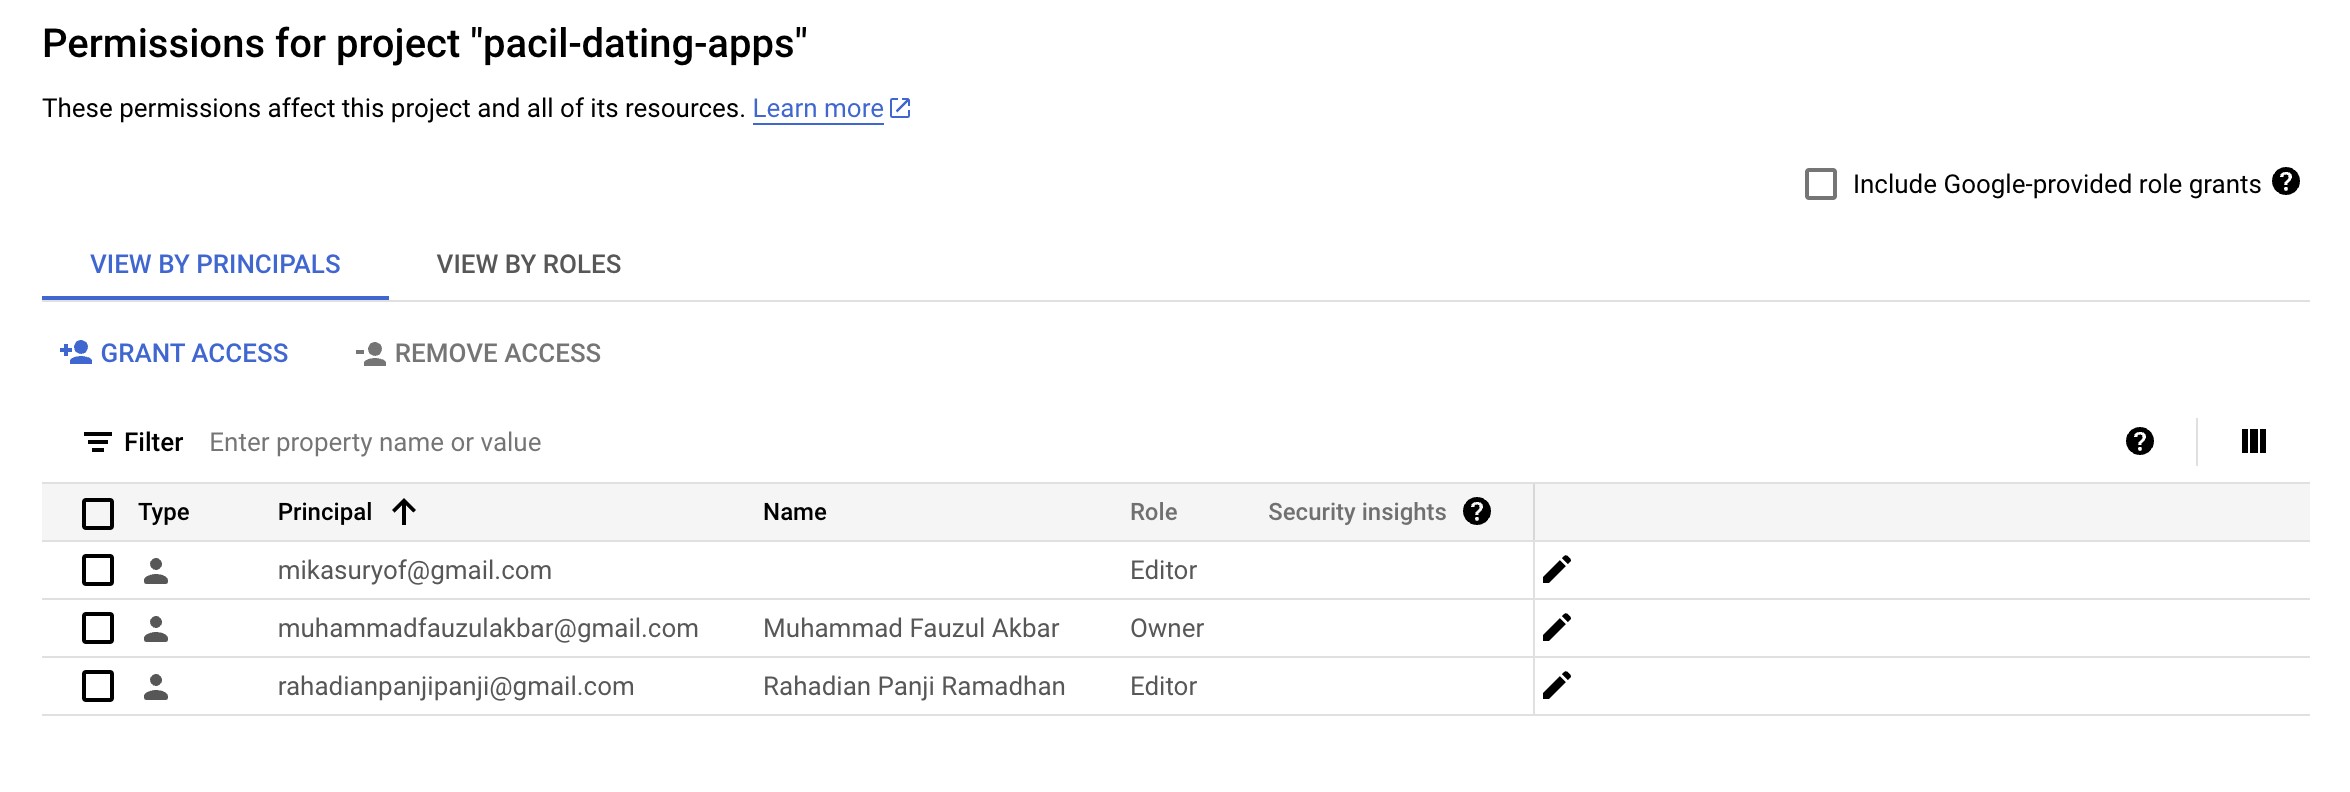 Permissions for project "pacil-dating-apps"
These permissions affect this project and all of its resources. Learn more
Include Google-provided role grants ?
VIEW BY PRINCIPALS VIEW BY ROLES
GRANT ACCESS REMOVE ACCESS
Filter Enter property name or value ?
Type Principal Name Role Security insights ?
mikasuryof@gmail.com Editor
muhammadfauzulakbar@gmail.com Muhammad Fauzul Akbar Owner
rahadianpanjipanji@gmail.com Rahadian Panji Ramadhan Editor